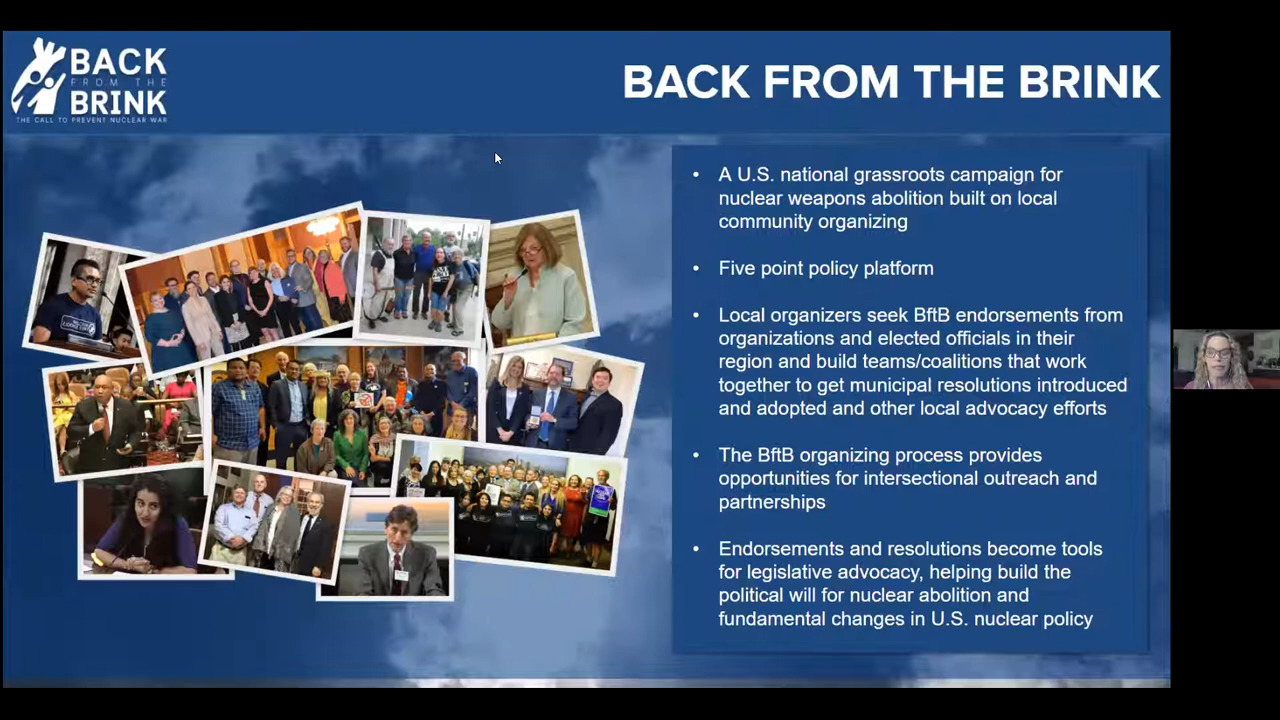 BACK
FROM THE
BRINK
THE CALL TO PREVENT NUCLEAR WAR
BACK FROM THE BRINK
• A U.S. national grassroots campaign for
nuclear weapons abolition built on local
community organizing
• Five point policy platform
• Local organizers seek BftB endorsements from
organizations and elected officials in their
region and build teams/coalitions that work
together to get municipal resolutions introduced
and adopted and other local advocacy efforts
• The BftB organizing process provides
opportunities for intersectional outreach and
partnerships
• Endorsements and resolutions become tools
for legislative advocacy, helping build the
political will for nuclear abolition and
fundamental changes in U.S. nuclear policy